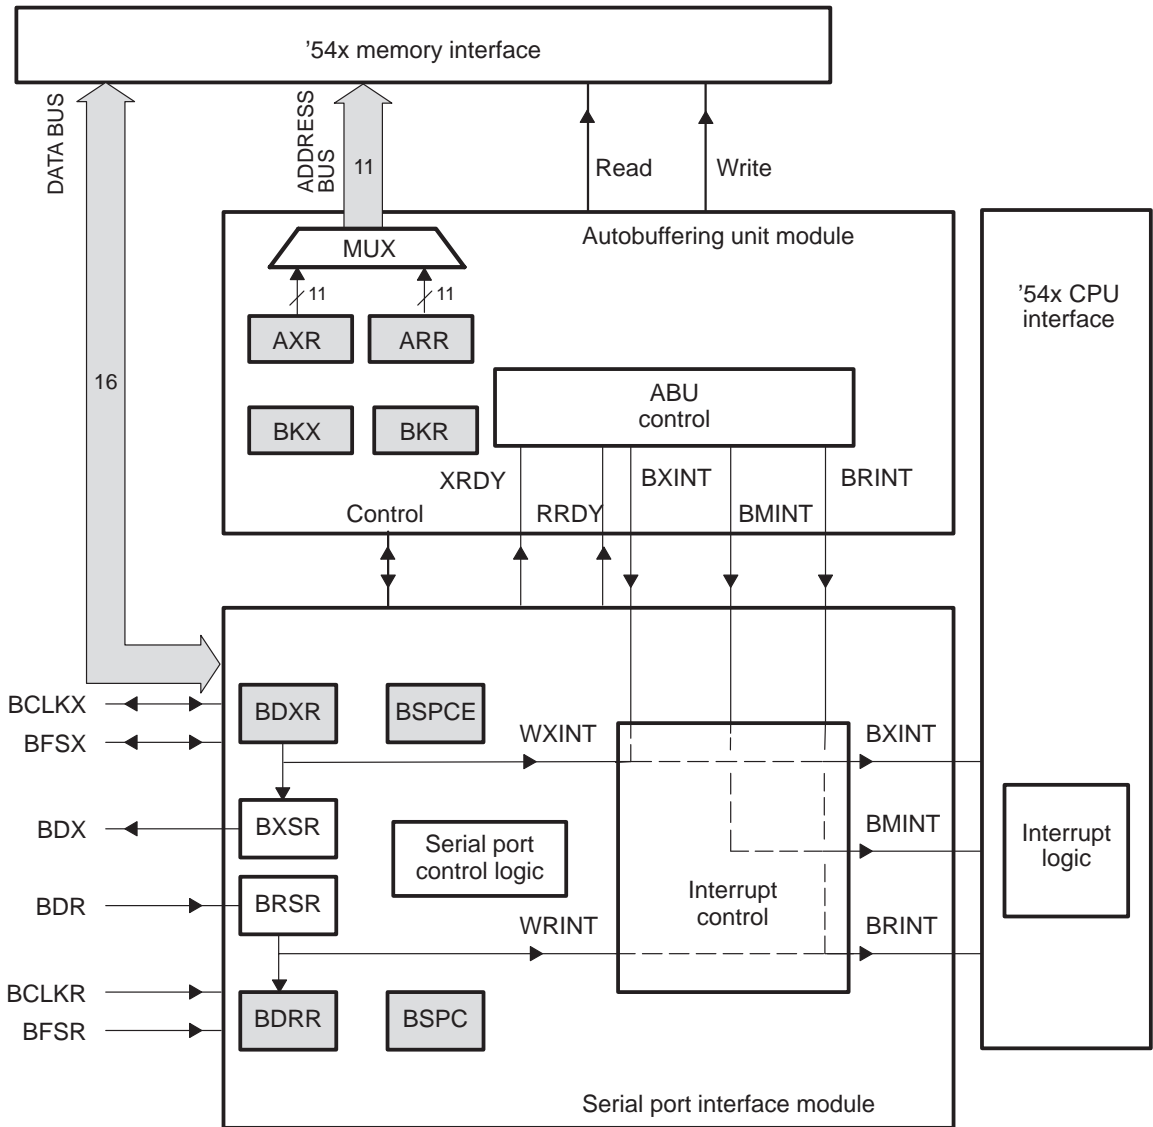 '54x memory interface
DATA BUS
ADDRESS
BUS
11
Read
Write
Autobuffering unit module
MUX
11
11
AXR
ARR
'54x CPU
interface
16
ABU
control
BKX
BKR
XRDY
BXINT
BRINT
Control
RRDY
BMINT
BCLKX
BDXR
BSPCE
BFSX
WXINT
BXINT
BDX
BXSR
Serial port
control logic
BMINT
Interrupt
logic
BDR
BRSR
Interrupt
control
WRINT
BRINT
BCLKR
BDRR
BSPC
BFSR
Serial port interface module